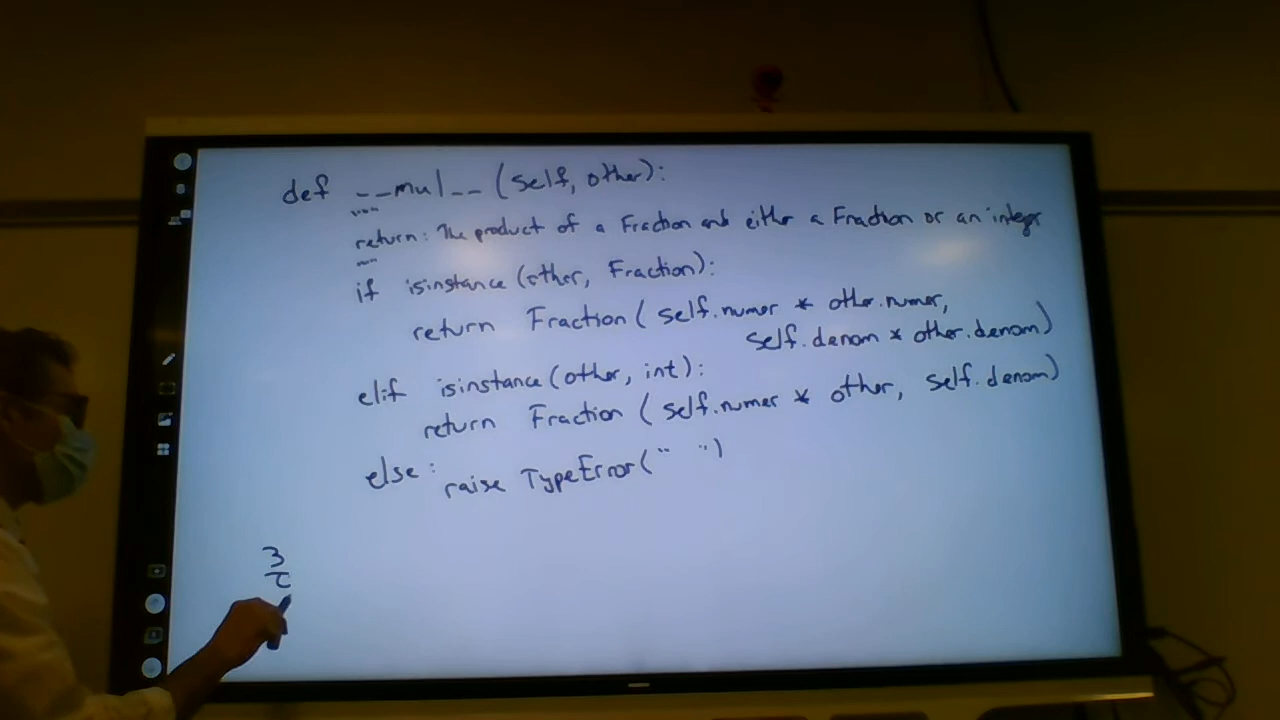 def __mul__ (self, other):
"""
return: The product of a Fraction and either a Fraction or an integer
"""
if isinstance (other, Fraction):
return Fraction ( self.numer * other.numer,
self.denom * other.denom)
elif isinstance (other, int):
return Fraction ( self.numer * other, self.denom)
else: raise TypeError(" ")
3